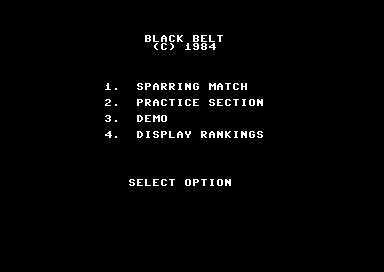 BLACK BELT
(C) 1984
1. SPARRING MATCH
2. PRACTICE SECTION
3. DEMO
4. DISPLAY RANKINGS
SELECT OPTION